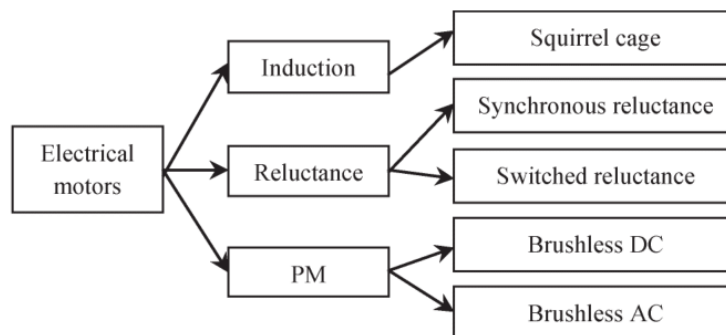 Electrical
motors
Induction
Reluctance
PM
Squirrel cage
Synchronous reluctance
Switched reluctance
Brushless DC
Brushless AC